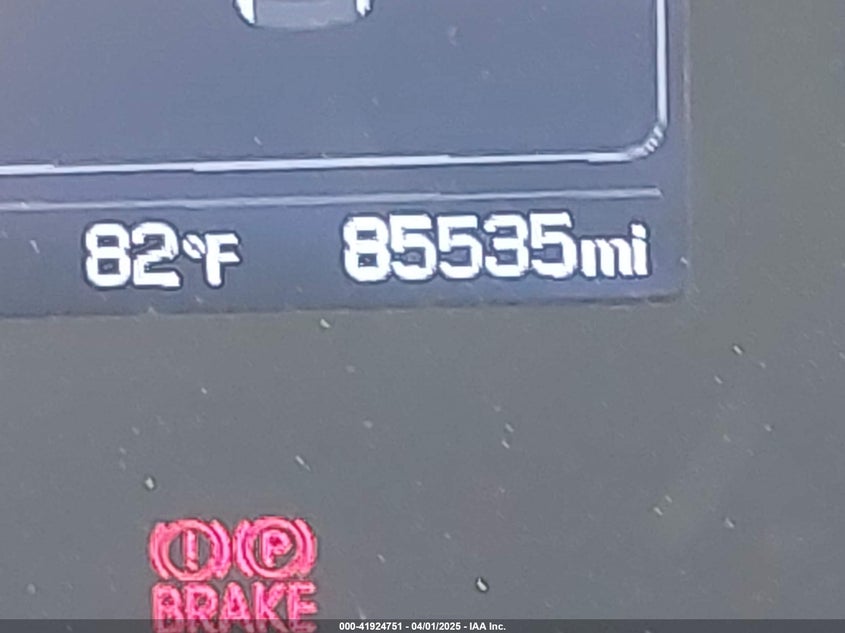 82°F 85535mi
(!)(P)
BRAKE
000-41924751 - 04/01/2025 - IAA Inc.